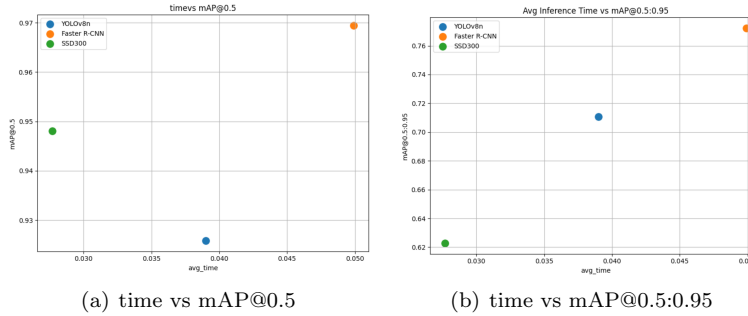 timevs mAP@0.5
YOLOv8n
Faster R-CNN
SSD300
0.97
0.96
0.95
0.94
0.93
mAP@0.5
0.030 0.035 0.040 0.045 0.050
avg_time
(a) time vs mAP@0.5
Avg Inference Time vs mAP@0.5:0.95
YOLOv8n
Faster R-CNN
SSD300
0.76
0.74
0.72
0.70
0.68
0.66
0.64
0.62
mAP@0.5:0.95
0.030 0.035 0.040 0.045 0.0
avg_time
(b) time vs mAP@0.5:0.95